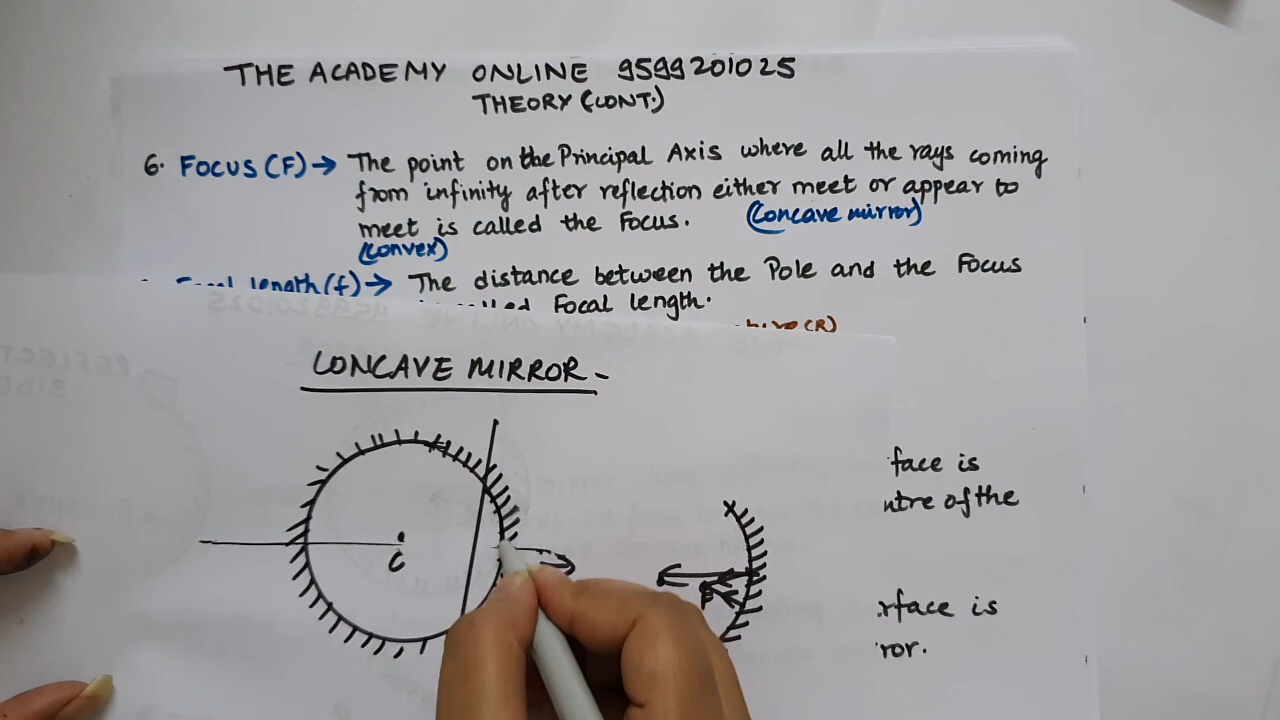 THE ACADEMY ONLINE 9599201025
THEORY (CONT.)
6. FOCUS (F) → The point on the Principal Axis where all the rays coming
from infinity after reflection either meet or appear to
meet is called the Focus. (Concave mirror)
(Convex)
length (f) → The distance between the Pole and the Focus
Focal length.
(R)
CONCAVE MIRROR -
face is
ntre of the
C
F
rface is
ror.